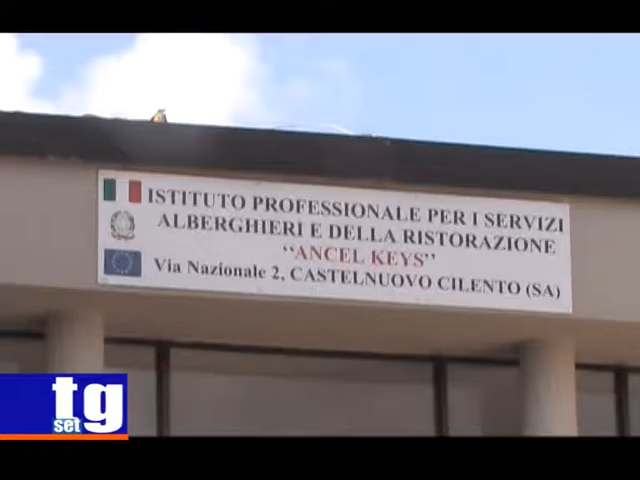 ISTITUTO PROFESSIONALE PER I SERVIZI
ALBERGHIERI E DELLA RISTORAZIONE
“ANCEL KEYS”
VIA NAZIONALE 2, CASTELNUOVO CILENTO (SA)
tg
set